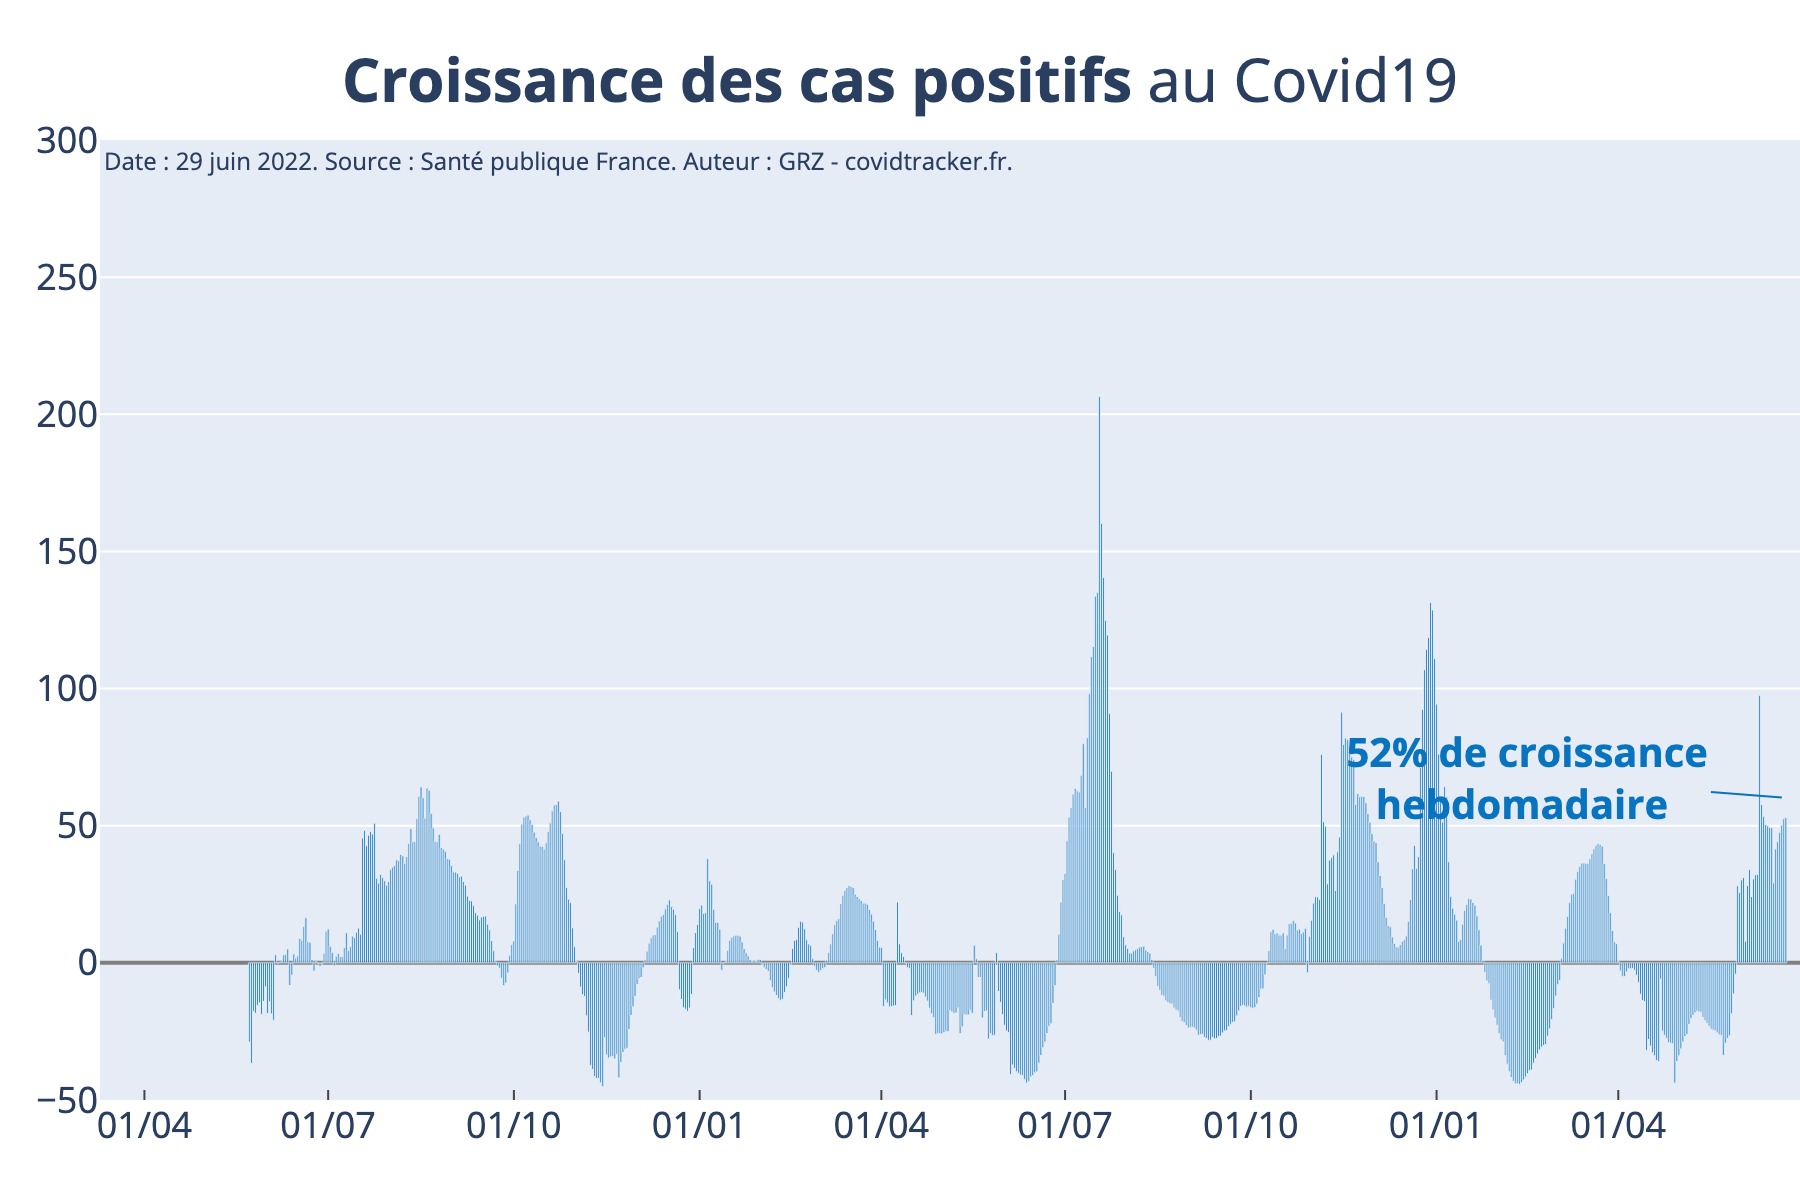 Croissance des cas positifs au Covid19
300
Date : 29 juin 2022. Source : Santé publique France. Auteur : GRZ - covidtracker.fr.
250
200
150
100
52% de croissance
hebdomadaire
50
0
−50
01/04 01/07 01/10 01/01 01/04 01/07 01/10 01/01 01/04